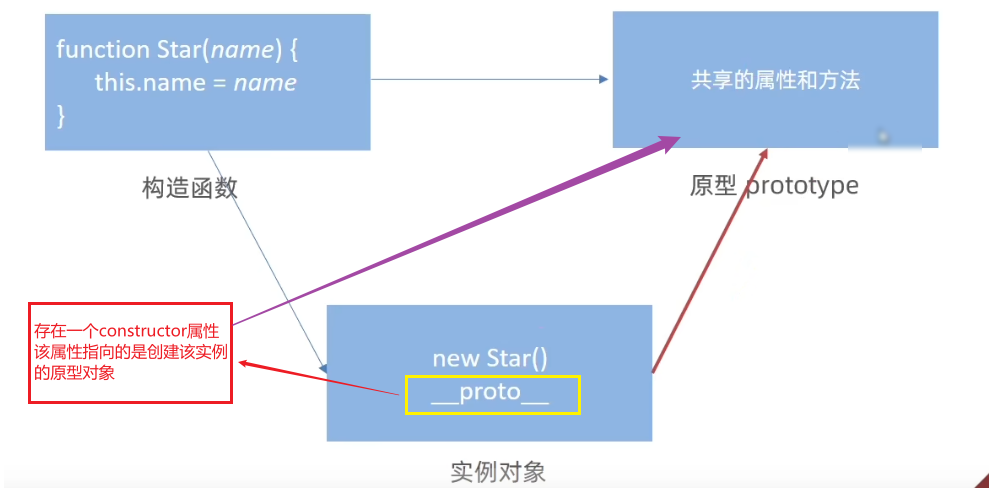 function Star(name) {
this.name = name
}
共享的属性和方法
构造函数
原型 prototype
存在一个constructor属性
该属性指向的是创建该实例
的原型对象
new Star()
__proto__
实例对象